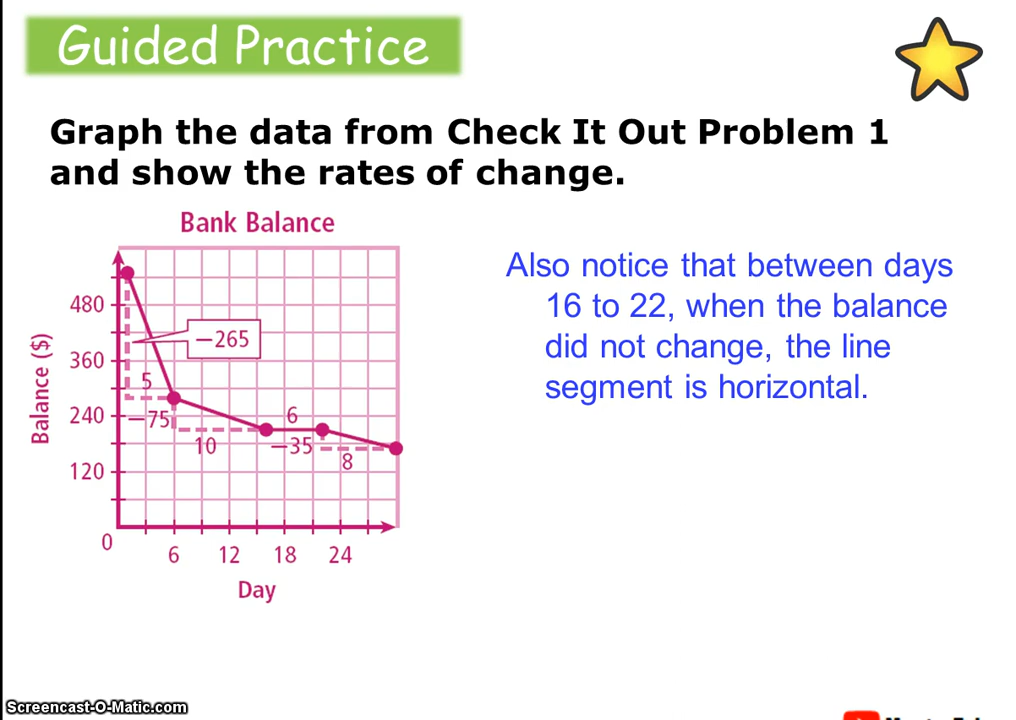 Guided Practice
Graph the data from Check It Out Problem 1
and show the rates of change.
Bank Balance
Also notice that between days
16 to 22, when the balance
did not change, the line
segment is horizontal.
Balance ($)
480
360
240
120
0
−265
5
−75
10
6
−35
8
6
12
18
24
Day
Screencast-O-Matic.com